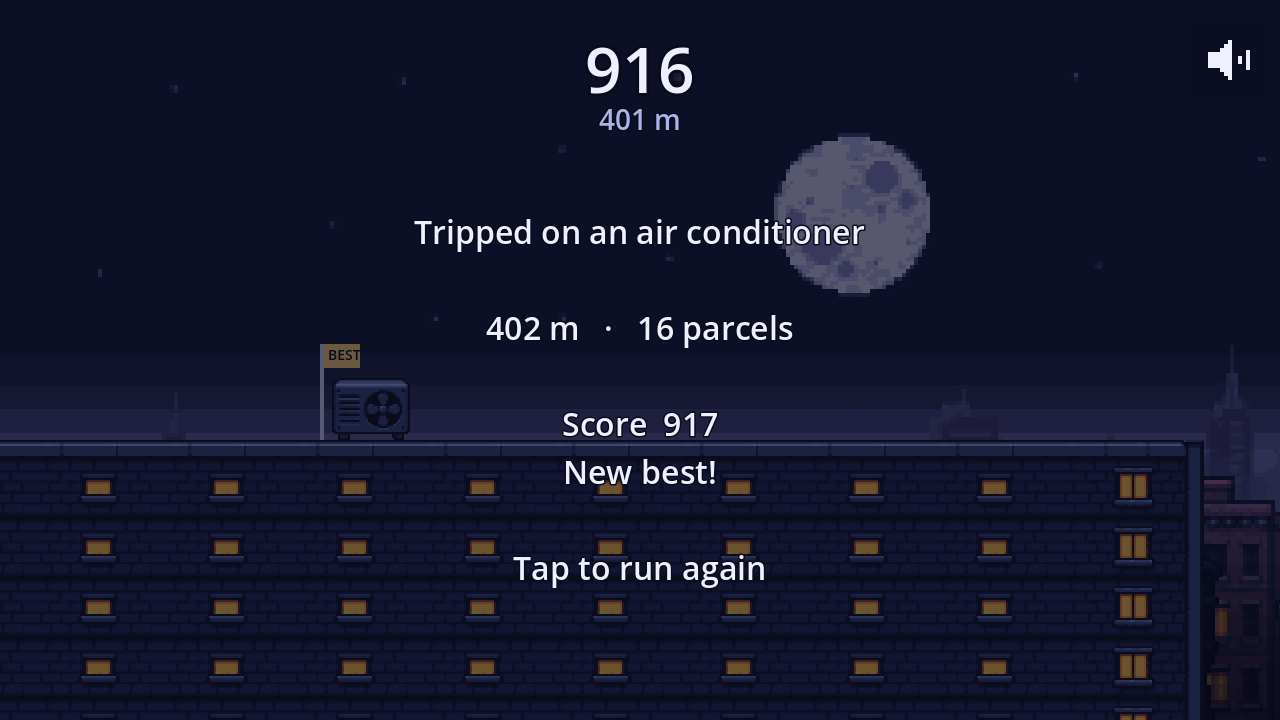 916
401 m
Tripped on an air conditioner
402 m · 16 parcels
BEST
Score 917
New best!
Tap to run again